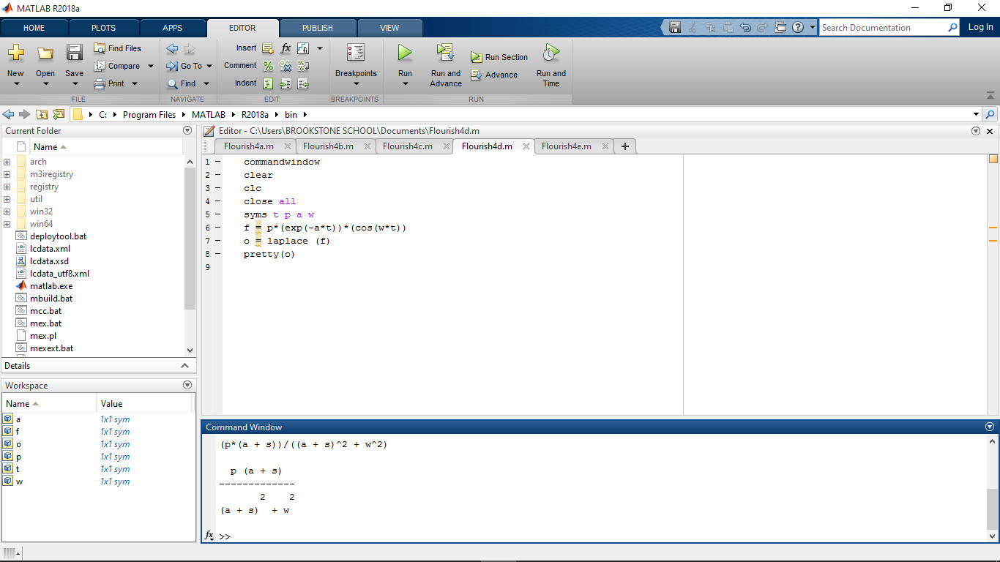 MATLAB R2018a
HOME PLOTS APPS EDITOR PUBLISH VIEW
Search Documentation
Log In
New
Open
Save
Find Files
Compare
Print
FILE
Go To
Find
NAVIGATE
Insert
Comment
Indent
EDIT
Breakpoints
BREAKPOINTS
Run
Run and Advance
Run Section
Advance
Run and Time
RUN
C: Program Files MATLAB R2018a bin
Current Folder
Name
arch
m3iregistry
registry
util
win32
win64
deploytool.bat
lcdata.xml
lcdata.xsd
lcdata_utf8.xml
matlab.exe
mbuild.bat
mcc.bat
mex.bat
mex.pl
mexext.bat
Details
Workspace
Name Value
a 1x1 sym
f 1x1 sym
o 1x1 sym
p 1x1 sym
t 1x1 sym
w 1x1 sym
Editor - C:\Users\BROOKSTONE SCHOOL\Documents\Flourish4d.m
Flourish4a.m Flourish4b.m Flourish4c.m Flourish4d.m Flourish4e.m
1 - commandwindow
2 - clear
3 - clc
4 - close all
5 - syms t p a w
6 - f = p*(exp(-a*t))*(cos(w*t))
7 - o = laplace (f)
8 - pretty(o)
9
Command Window
(p*(a + s))/((a + s)^2 + w^2)
p (a + s)
-------------
2 2
(a + s) + w
fx >>